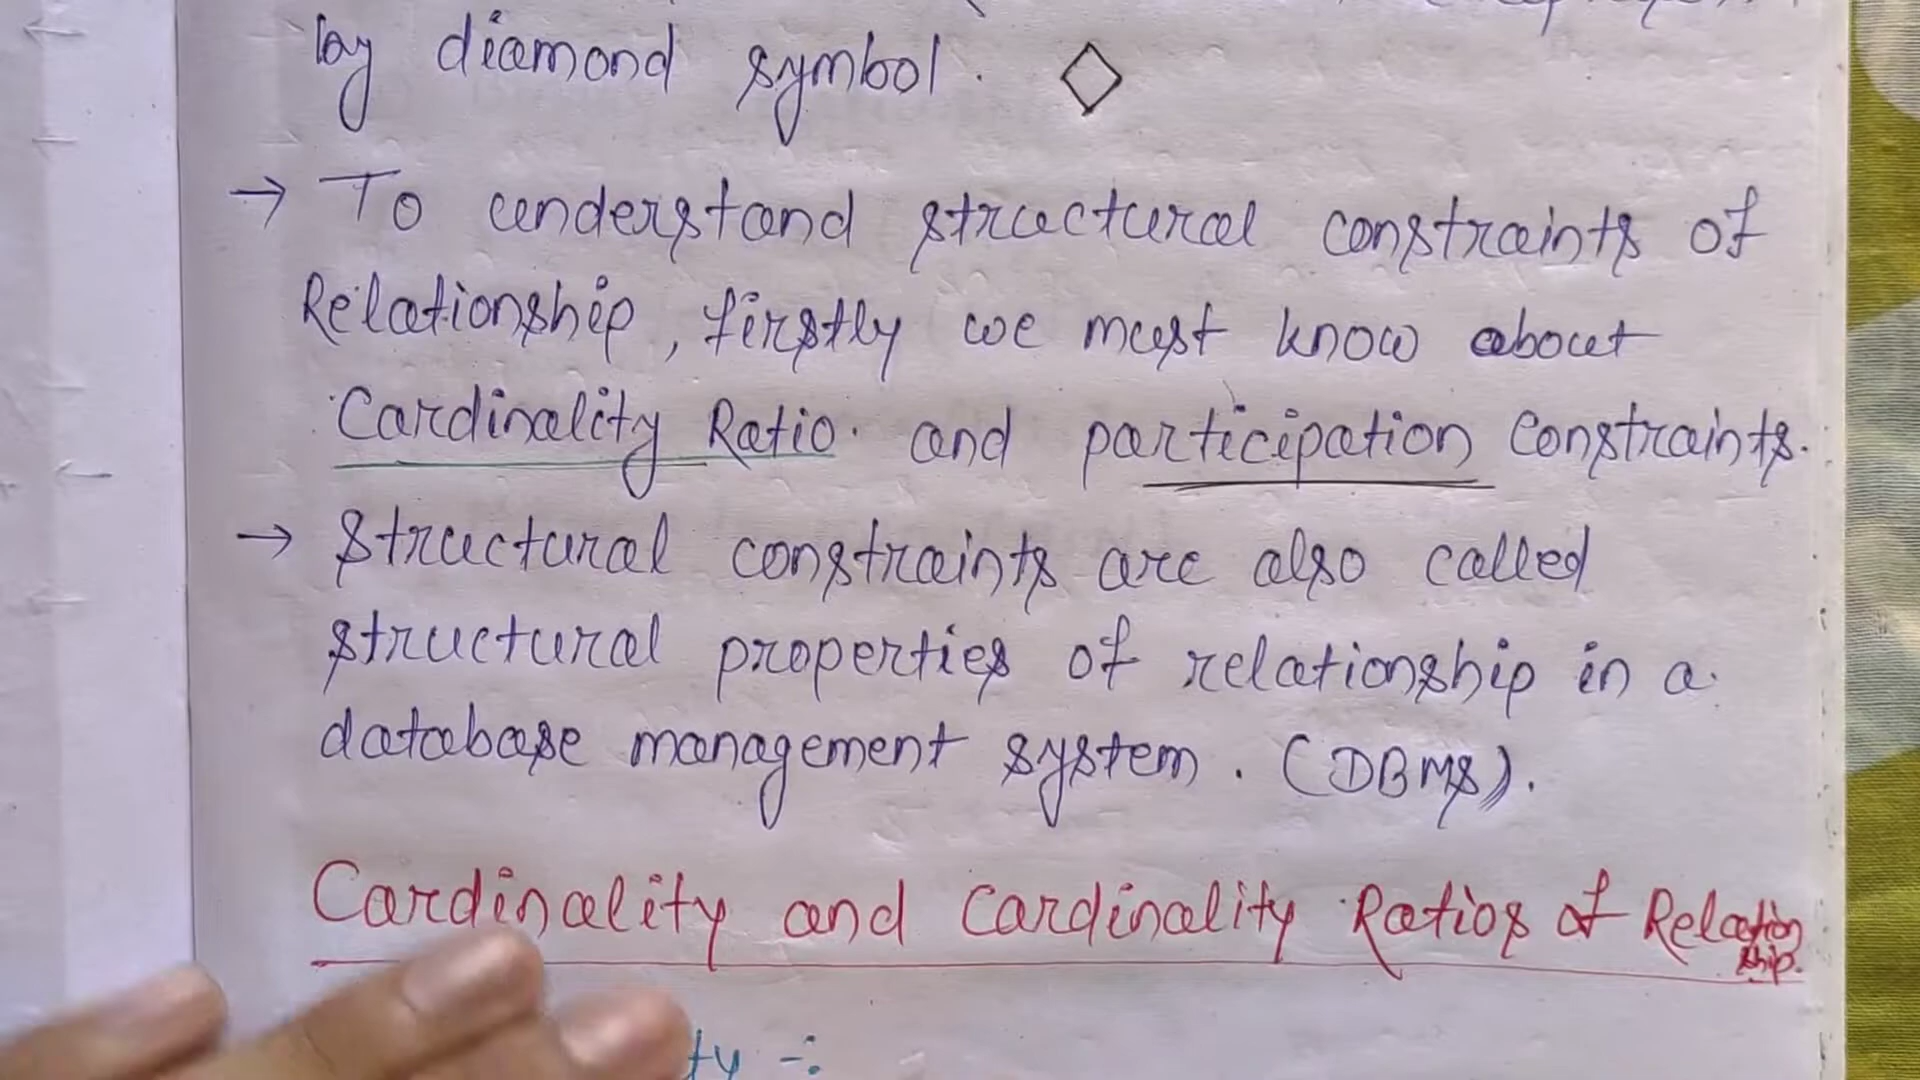 by diamond symbol. ◇
→ To understand structural constraints of
Relationship, firstly we must know about
Cardinality Ratio and participation constraints.
→ Structural constraints are also called
structural properties of relationship in a
database management system. (DBMS).
Cardinality and Cardinality Ratios of Relationship.
ty -: